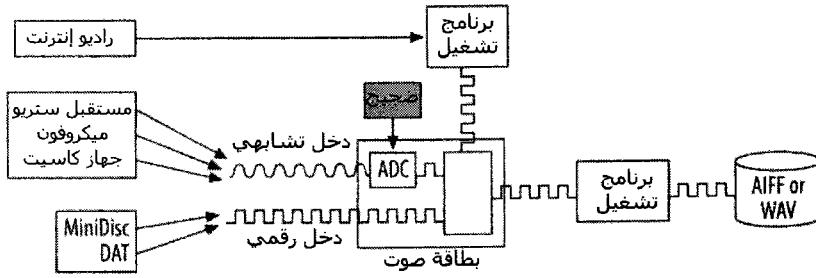 برنامج
تشغيل
راديو إنترنت
ضجيج
مستقبل ستريو
ميكروفون
جهاز كاسيت
دخل تشابهي
ADC
برنامج
تشغيل
AIFF or
WAV
MiniDisc
DAT
دخل رقمي
بطاقة صوت